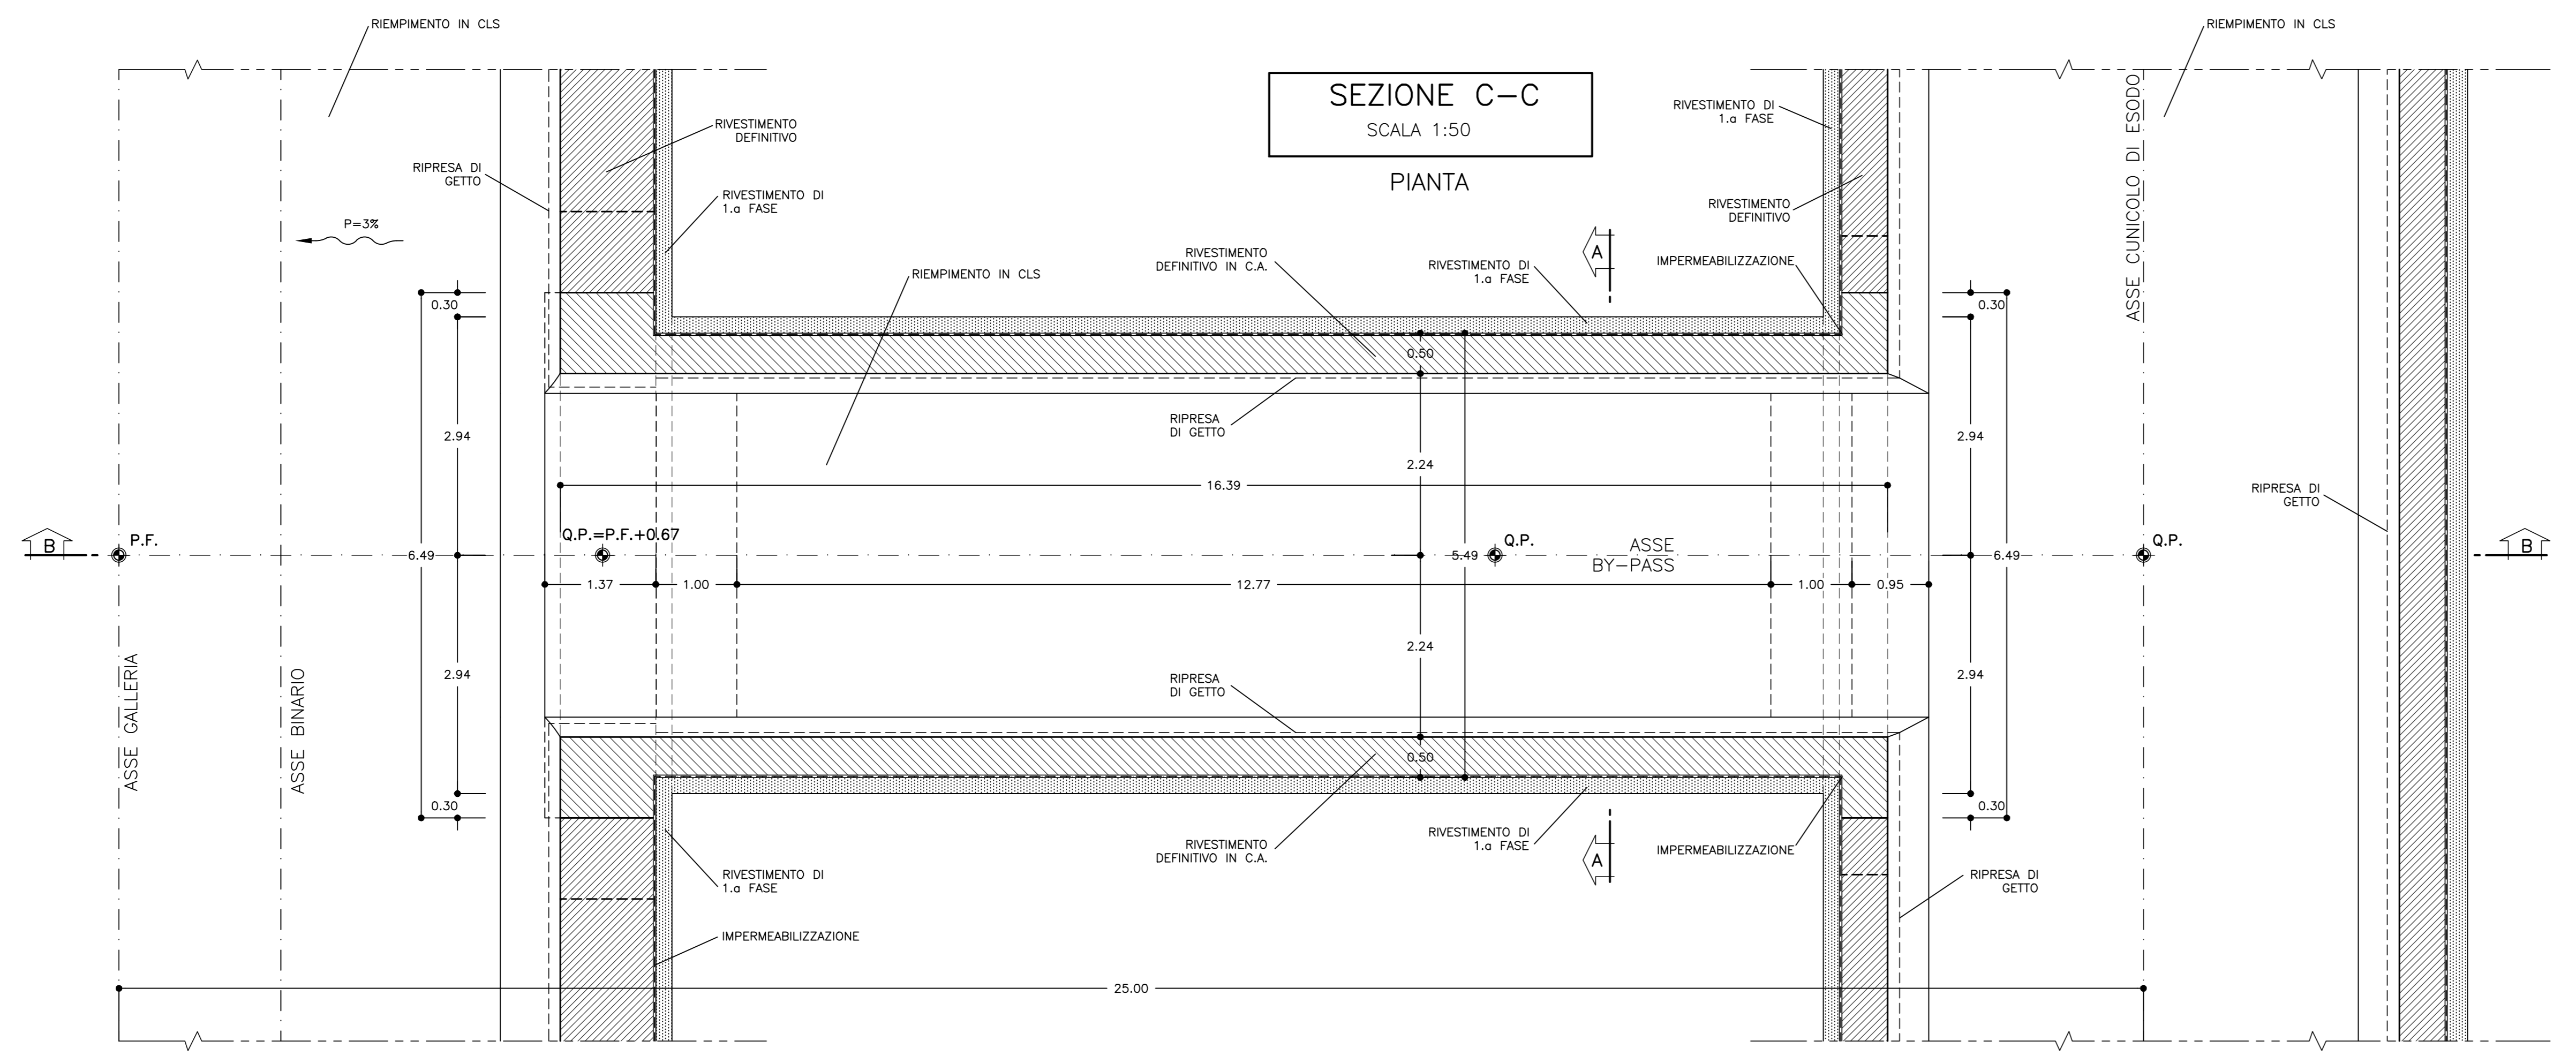 RIEMPIMENTO IN CLS
RIEMPIMENTO IN CLS
SEZIONE C-C
SCALA 1:50
PIANTA
RIVESTIMENTO
DEFINITIVO
RIPRESA DI
GETTO
RIVESTIMENTO DI
1.a FASE
P=3%
RIEMPIMENTO IN CLS
RIVESTIMENTO
DEFINITIVO IN C.A.
RIVESTIMENTO DI
1.a FASE
A
RIVESTIMENTO DI
1.a FASE
RIVESTIMENTO
DEFINITIVO
IMPERMEABILIZZAZIONE
ASSE CUNICOLO DI ESODO
0.30
0.30
0.50
2.94
2.94
RIPRESA
DI GETTO
2.24
16.39
RIPRESA DI
GETTO
B
P.F.
6.49
Q.P.=P.F.+0.67
5.49
Q.P.
ASSE
BY-PASS
6.49
Q.P.
B
1.37
1.00
12.77
1.00
0.95
2.24
2.94
2.94
RIPRESA
DI GETTO
ASSE GALLERIA
ASSE BINARIO
0.50
0.30
0.30
RIVESTIMENTO
DEFINITIVO IN C.A.
RIVESTIMENTO DI
1.a FASE
A
IMPERMEABILIZZAZIONE
RIVESTIMENTO DI
1.a FASE
RIPRESA DI
GETTO
IMPERMEABILIZZAZIONE
25.00